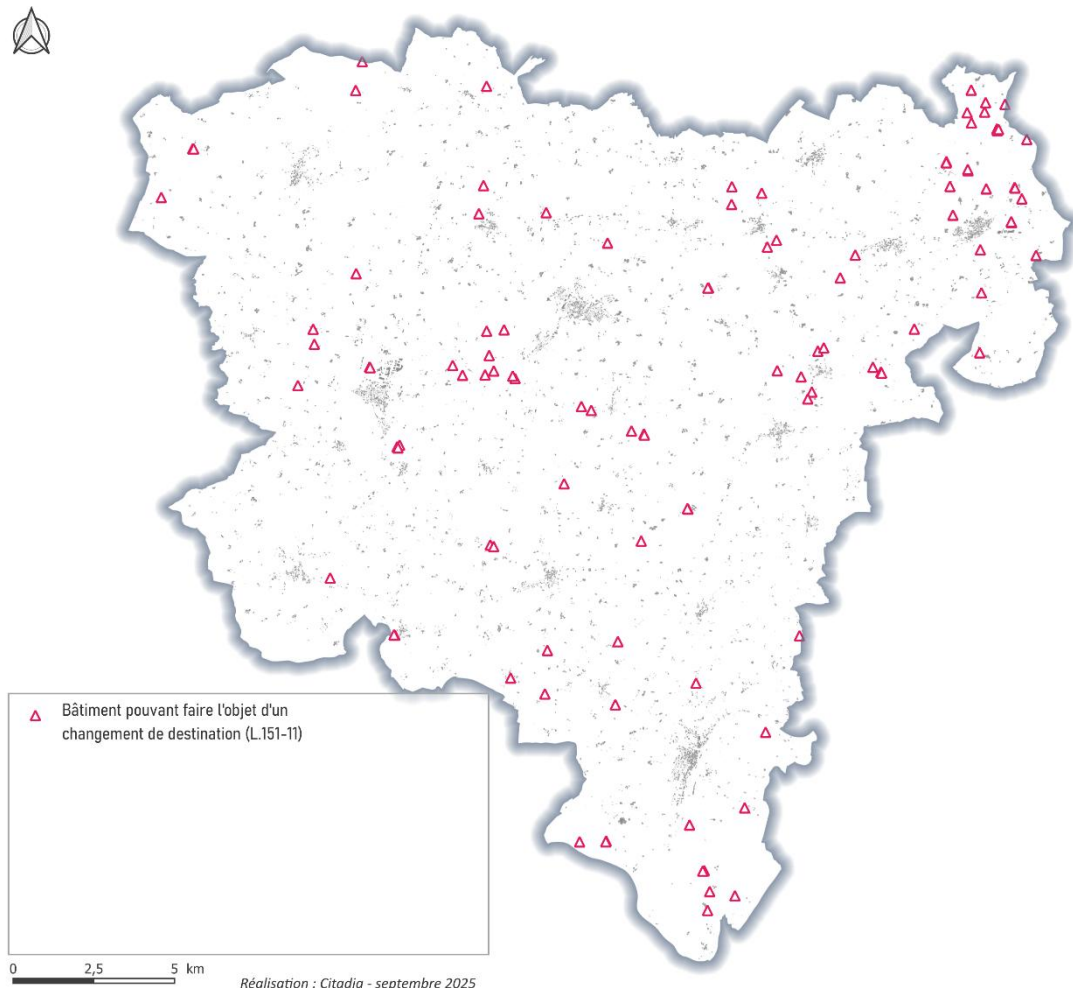 Bâtiment pouvant faire l'objet d'un
changement de destination (L.151-11)
0 2,5 5 km
Réalisation : Citadia - septembre 2025